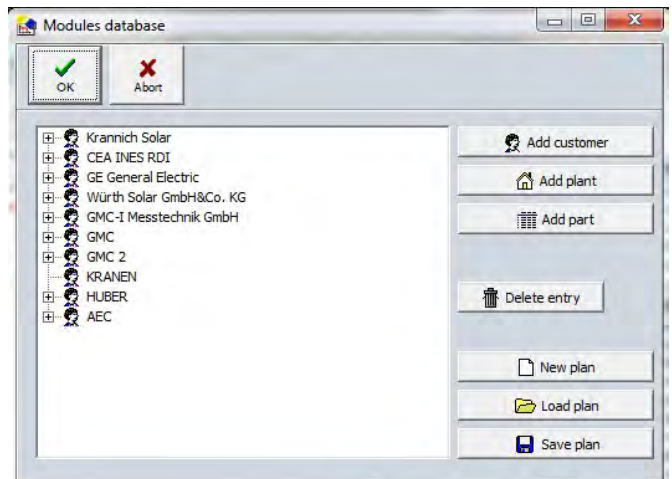 Modules database
OK
Abort
Krannich Solar
CEA INES RDI
GE General Electric
Würth Solar GmbH&Co. KG
GMC-I Messtechnik GmbH
GMC
GMC 2
KRANEN
HUBER
AEC
Add customer
Add plant
Add part
Delete entry
New plan
Load plan
Save plan